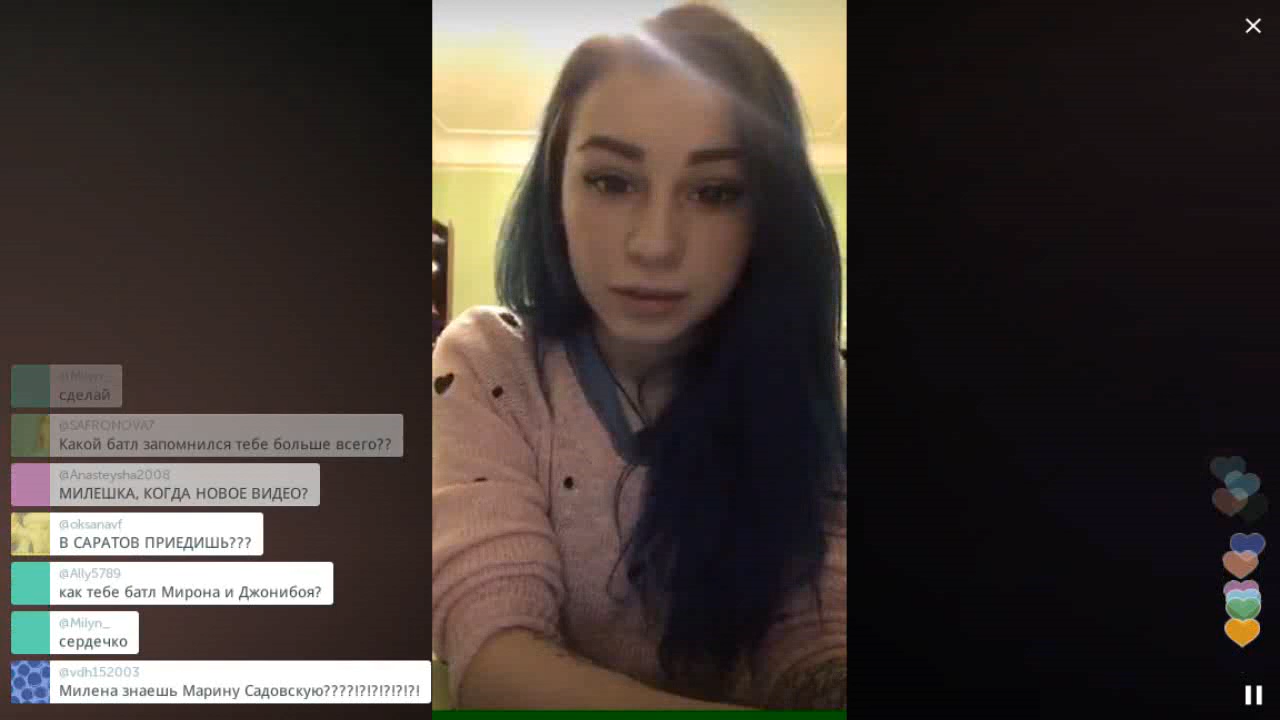 @Milyn_
сделай
@SAFRONOVA7
Какой батл запомнился тебе больше всего??
@Anasteysha2008
МИЛЕШКА, КОГДА НОВОЕ ВИДЕО?
@oksanavf
В САРАТОВ ПРИЕДИШЬ???
@Ally5789
как тебе батл Мирона и Джонибоя?
@Milyn_
сердечко
@vdh152003
Милена знаешь Марину Садовскую????!?!?!?!?!?!